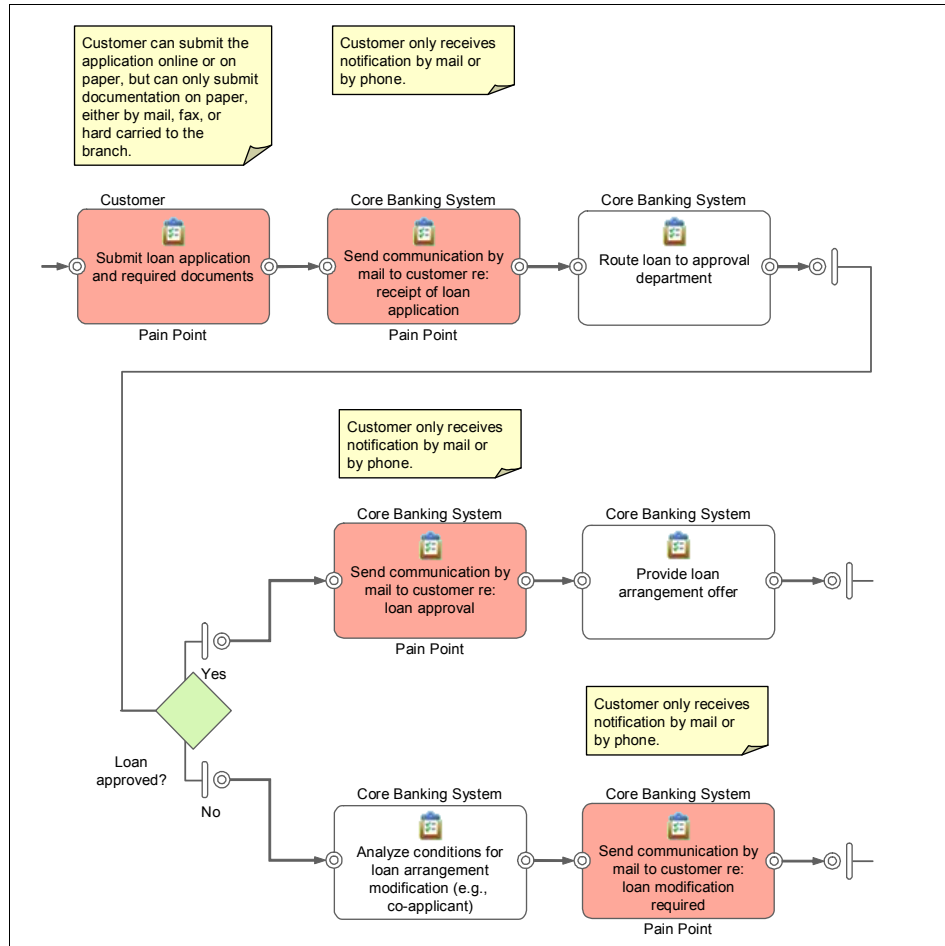 Customer can submit the
application online or on
paper, but can only submit
documentation on paper,
either by mail, fax, or
hard carried to the
branch.
Customer only receives
notification by mail or
by phone.
Customer
Submit loan application
and required documents
Pain Point
Core Banking System
Send communication by
mail to customer re:
receipt of loan
application
Pain Point
Core Banking System
Route loan to approval
department
Customer only receives
notification by mail or
by phone.
Core Banking System
Send communication by
mail to customer re:
loan approval
Pain Point
Core Banking System
Provide loan
arrangement offer
Yes
Loan
approved?
No
Customer only receives
notification by mail or
by phone.
Core Banking System
Analyze conditions for
loan arrangement
modification (e.g.,
co-applicant)
Core Banking System
Send communication by
mail to customer re:
loan modification
required
Pain Point